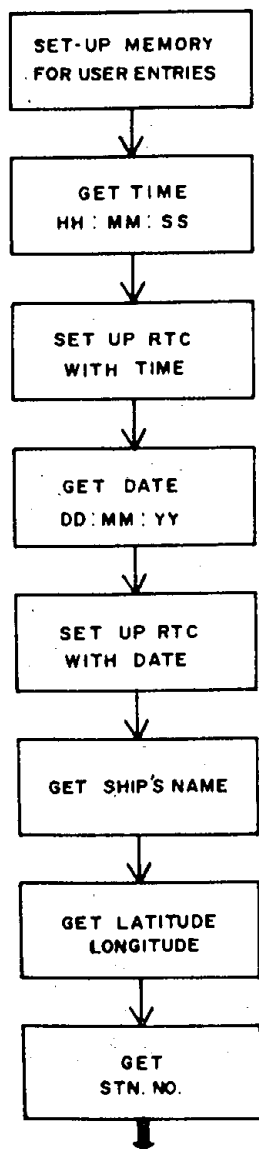 SET-UP MEMORY
FOR USER ENTRIES
GET TIME
HH : MM : SS
SET UP RTC
WITH TIME
GET DATE
DD : MM : YY
SET UP RTC
WITH DATE
GET SHIP'S NAME
GET LATITUDE
LONGITUDE
GET
STN. NO.